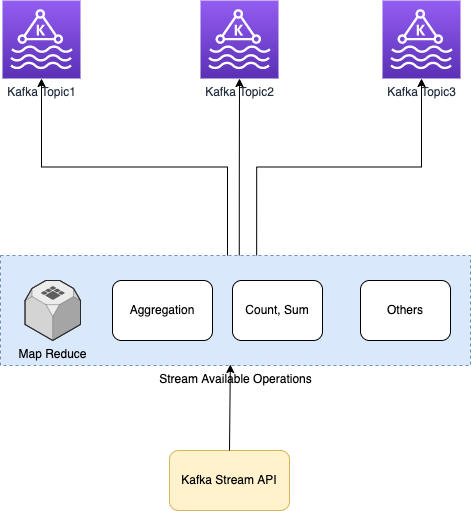 K
K
K
Kafka Topic1
Kafka Topic2
Kafka Topic3
Aggregation
Count, Sum
Others
Map Reduce
Stream Available Operations
Kafka Stream API